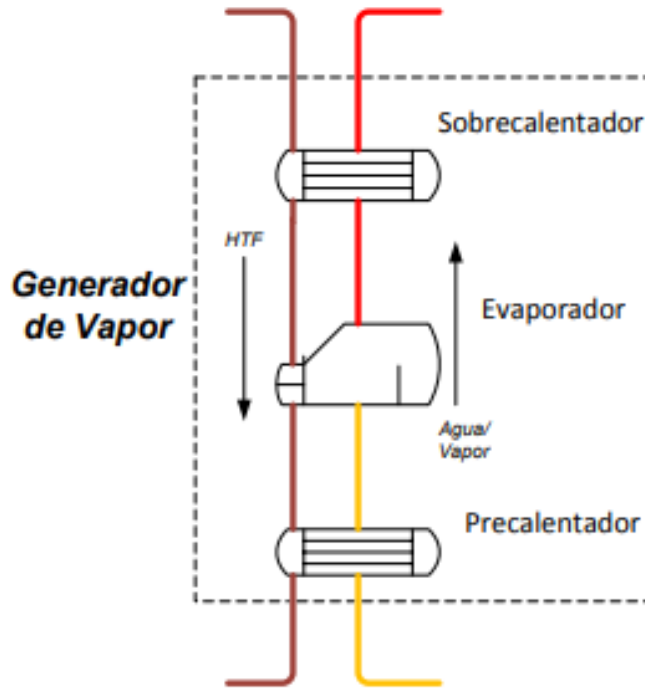 Sobrecalentador
HTF
Generador
de Vapor
Evaporador
Agua/
Vapor
Precalentador